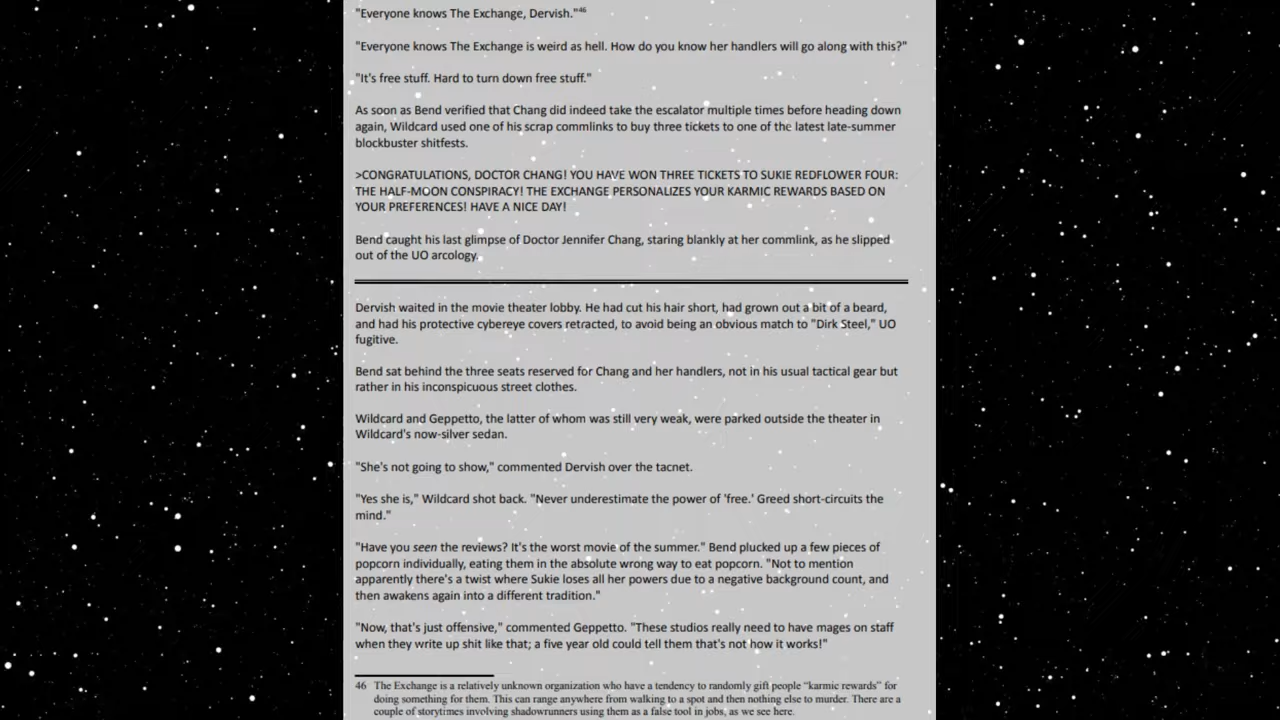 "Everyone knows The Exchange, Dervish."46
"Everyone knows The Exchange is weird as hell. How do you know her handlers will go along with this?"
"It's free stuff. Hard to turn down free stuff."
As soon as Bend verified that Chang did indeed take the escalator multiple times before heading down
again, Wildcard used one of his scrap commlinks to buy three tickets to one of the latest late-summer
blockbuster shitfests.
>CONGRATULATIONS, DOCTOR CHANG! YOU HAVE WON THREE TICKETS TO SUKIE REDFLOWER FOUR:
THE HALF-MOON CONSPIRACY! THE EXCHANGE PERSONALIZES YOUR KARMIC REWARDS BASED ON
YOUR PREFERENCES! HAVE A NICE DAY!
Bend caught his last glimpse of Doctor Jennifer Chang, staring blankly at her commlink, as he slipped
out of the UO arcology.
Dervish waited in the movie theater lobby. He had cut his hair short, had grown out a bit of a beard,
and had his protective cybereye covers retracted, to avoid being an obvious match to "Dirk Steel," UO
fugitive.
Bend sat behind the three seats reserved for Chang and her handlers, not in his usual tactical gear but
rather in his inconspicuous street clothes.
Wildcard and Geppetto, the latter of whom was still very weak, were parked outside the theater in
Wildcard's now-silver sedan.
"She's not going to show," commented Dervish over the tacnet.
"Yes she is," Wildcard shot back. "Never underestimate the power of 'free.' Greed short-circuits the
mind."
"Have you seen the reviews? It's the worst movie of the summer." Bend plucked up a few pieces of
popcorn individually, eating them in the absolute wrong way to eat popcorn. "Not to mention
apparently there's a twist where Sukie loses all her powers due to a negative background count, and
then awakens again into a different tradition."
"Now, that's just offensive," commented Geppetto. "These studios really need to have mages on staff
when they write up shit like that; a five year old could tell them that's not how it works!"
46 The Exchange is a relatively unknown organization who have a tendency to randomly gift people “karmic rewards” for
doing something for them. This can range anywhere from walking to a spot and then nothing else to murder. There are a
couple of storytimes involving shadowrunners using them as a false tool in jobs, as we see here.